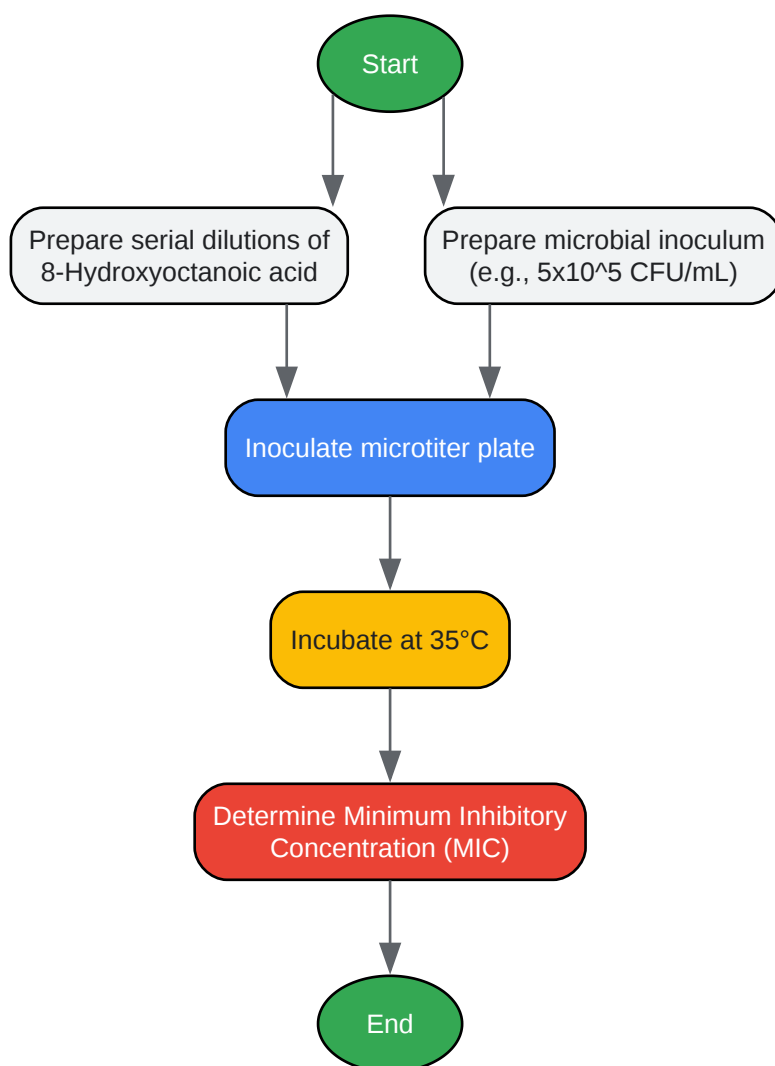 Start
Prepare serial dilutions of
8-Hydroxyoctanoic acid
Prepare microbial inoculum
(e.g., 5x10^5 CFU/mL)
Inoculate microtiter plate
Incubate at 35°C
Determine Minimum Inhibitory
Concentration (MIC)
End